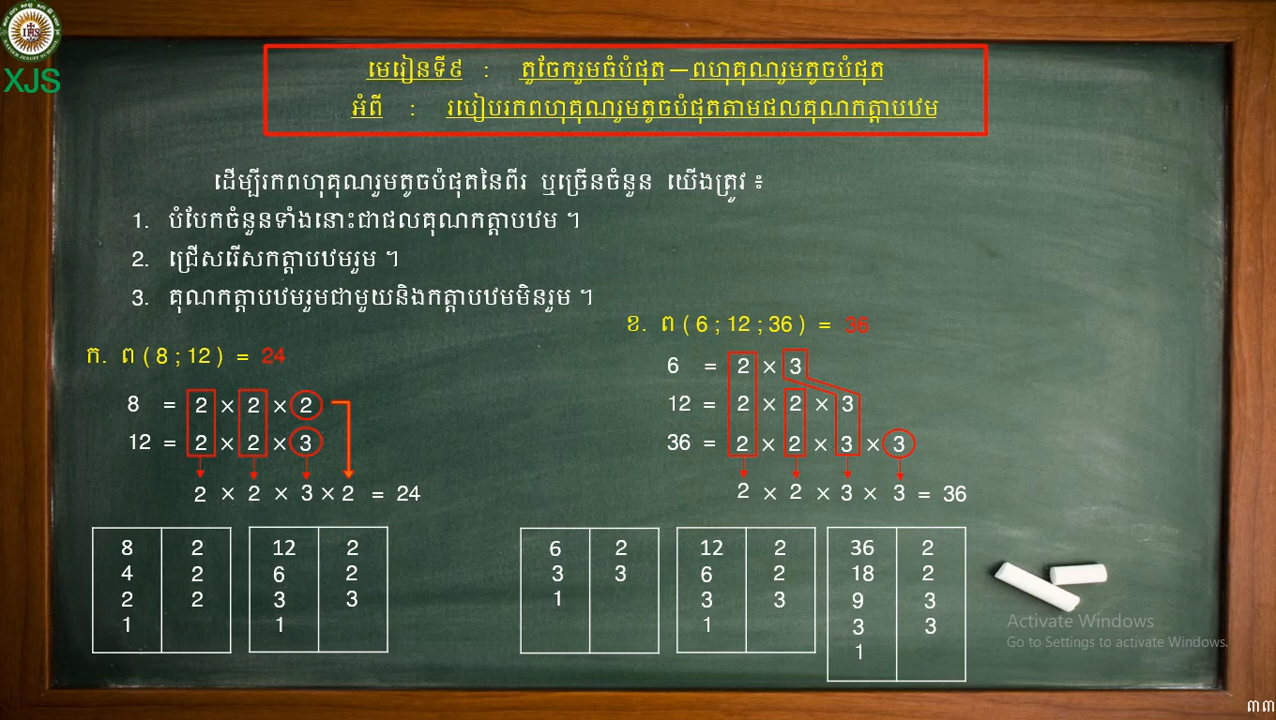 IHS
XAVIER JESUIT SCHOOL
XJS
មេរៀនទី៩ : តួចែករួមធំបំផុត – ពហុគុណរួមតូចបំផុត
អំពី : របៀបរកពហុគុណរួមតូចបំផុតតាមផលគុណកត្តាបឋម
ដើម្បីរកពហុគុណរួមតូចបំផុតនៃពីរ ឬច្រើនចំនួន យើងត្រូវ ៖
1. បំបែកចំនួនទាំងនោះជាផលគុណកត្តាបឋម ។
2. ជ្រើសរើសកត្តាបឋមរួម ។
3. គុណកត្តាបឋមរួមជាមួយនិងកត្តាបឋមមិនរួម ។
ក. ព ( 8 ; 12 ) = 24
8 = 2 × 2 × 2
12 = 2 × 2 × 3
2 × 2 × 3 × 2 = 24
8 2 12 2
4 2 6 2
2 2 3 3
1 1
ខ. ព ( 6 ; 12 ; 36 ) = 36
6 = 2 × 3
12 = 2 × 2 × 3
36 = 2 × 2 × 3 × 3
2 × 2 × 3 × 3 = 36
6 2 12 2 36 2
3 3 6 2 18 2
1 3 3 9 3
1 3 3
1
Activate Windows
Go to Settings to activate Windows.
៣៣